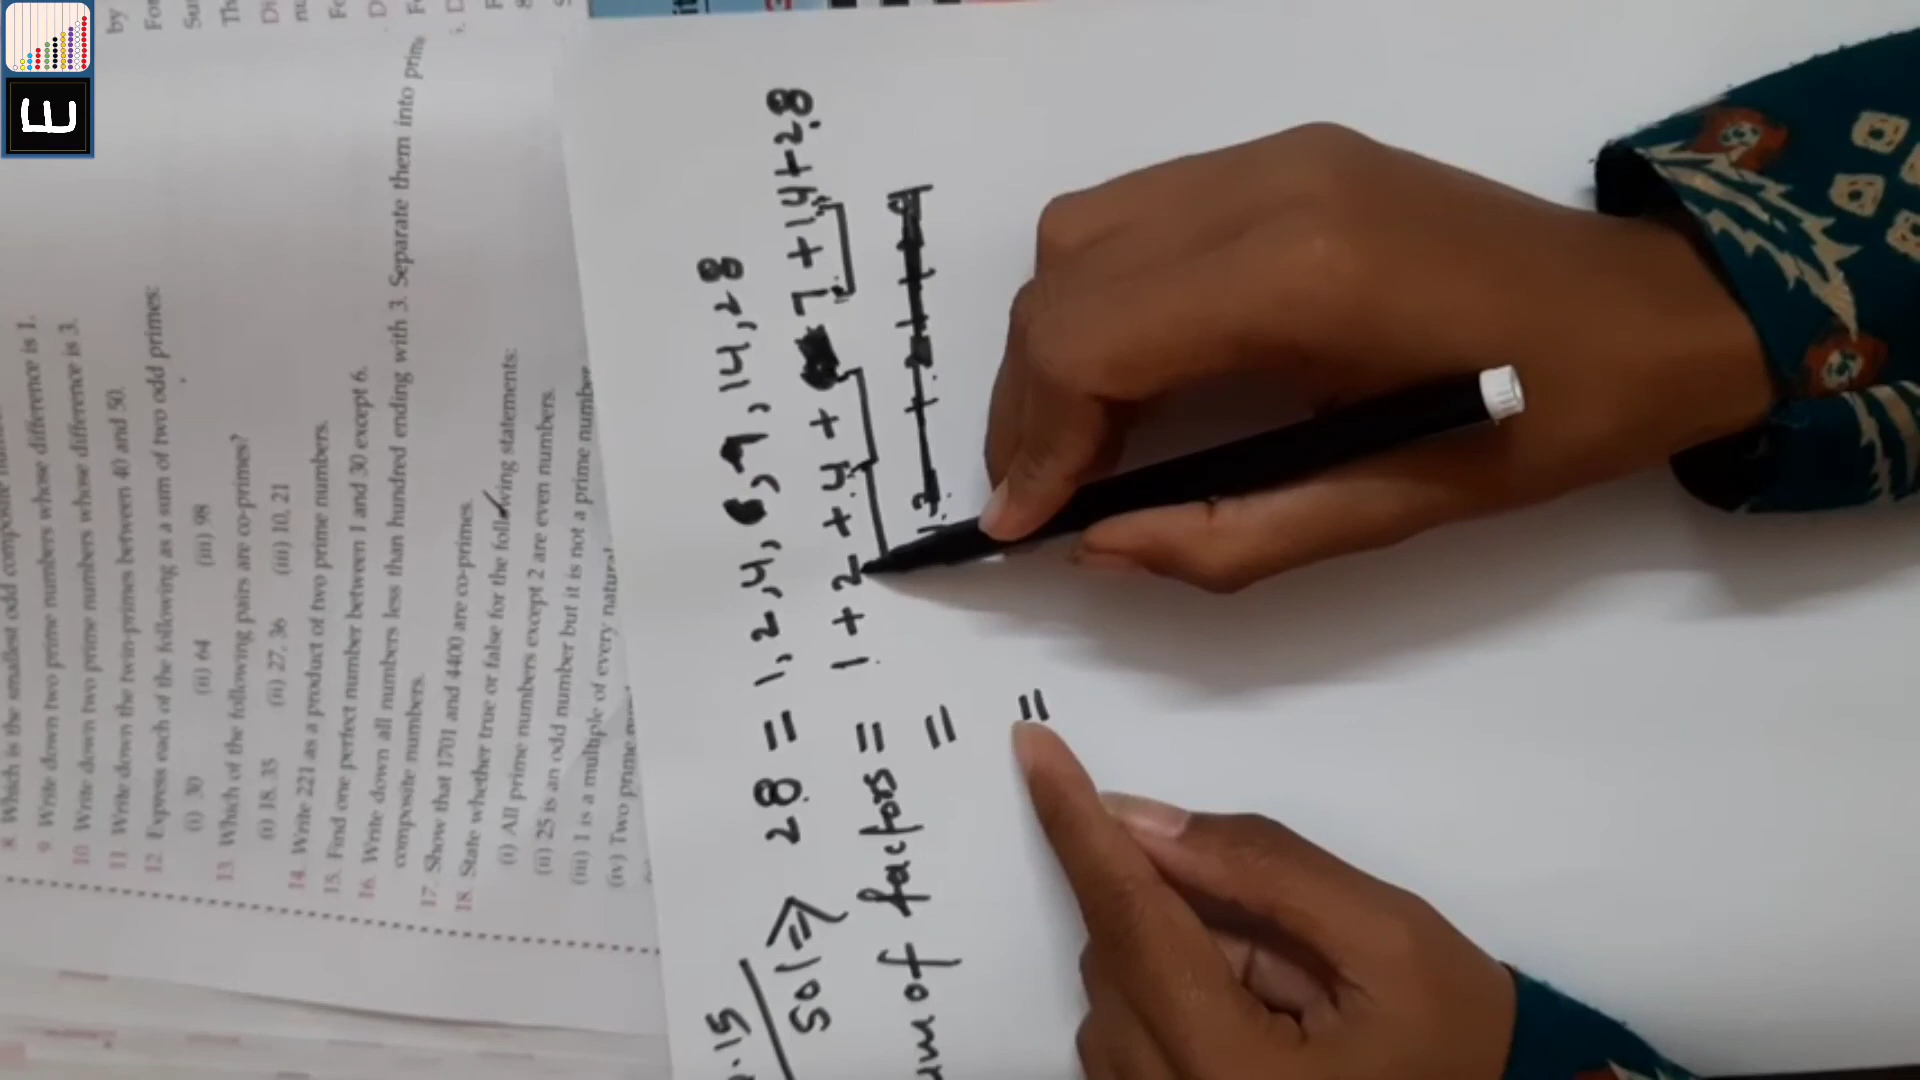 E
by
8. Which is the smallest odd composite
9. Write down two prime numbers whose difference is 1.
10. Write down two prime numbers whose difference is 3.
11. Write down the twin-primes between 40 and 50.
12. Express each of the following as a sum of two odd primes:
(i) 30 (ii) 64 (iii) 98
13. Which of the following pairs are co-primes?
(i) 18, 35 (ii) 27, 36 (iii) 10, 21
14. Write 221 as a product of two prime numbers.
15. Find one perfect number between 1 and 30 except 6.
16. Write down all numbers less than hundred ending with 3. Separate them into prim
composite numbers.
17. Show that 1701 and 4400 are co-primes.
18. State whether true or false for the following statements:
(i) All prime numbers except 2 are even numbers.
(ii) 25 is an odd number but it is not a prime number.
(iii) 1 is a multiple of every natural
(iv) Two prime
.15
Sol⇒ 28 = 1, 2, 4, 7, 14, 28
um of factors = 1 + 2 + 4 + 7 + 14 + 28
=
=